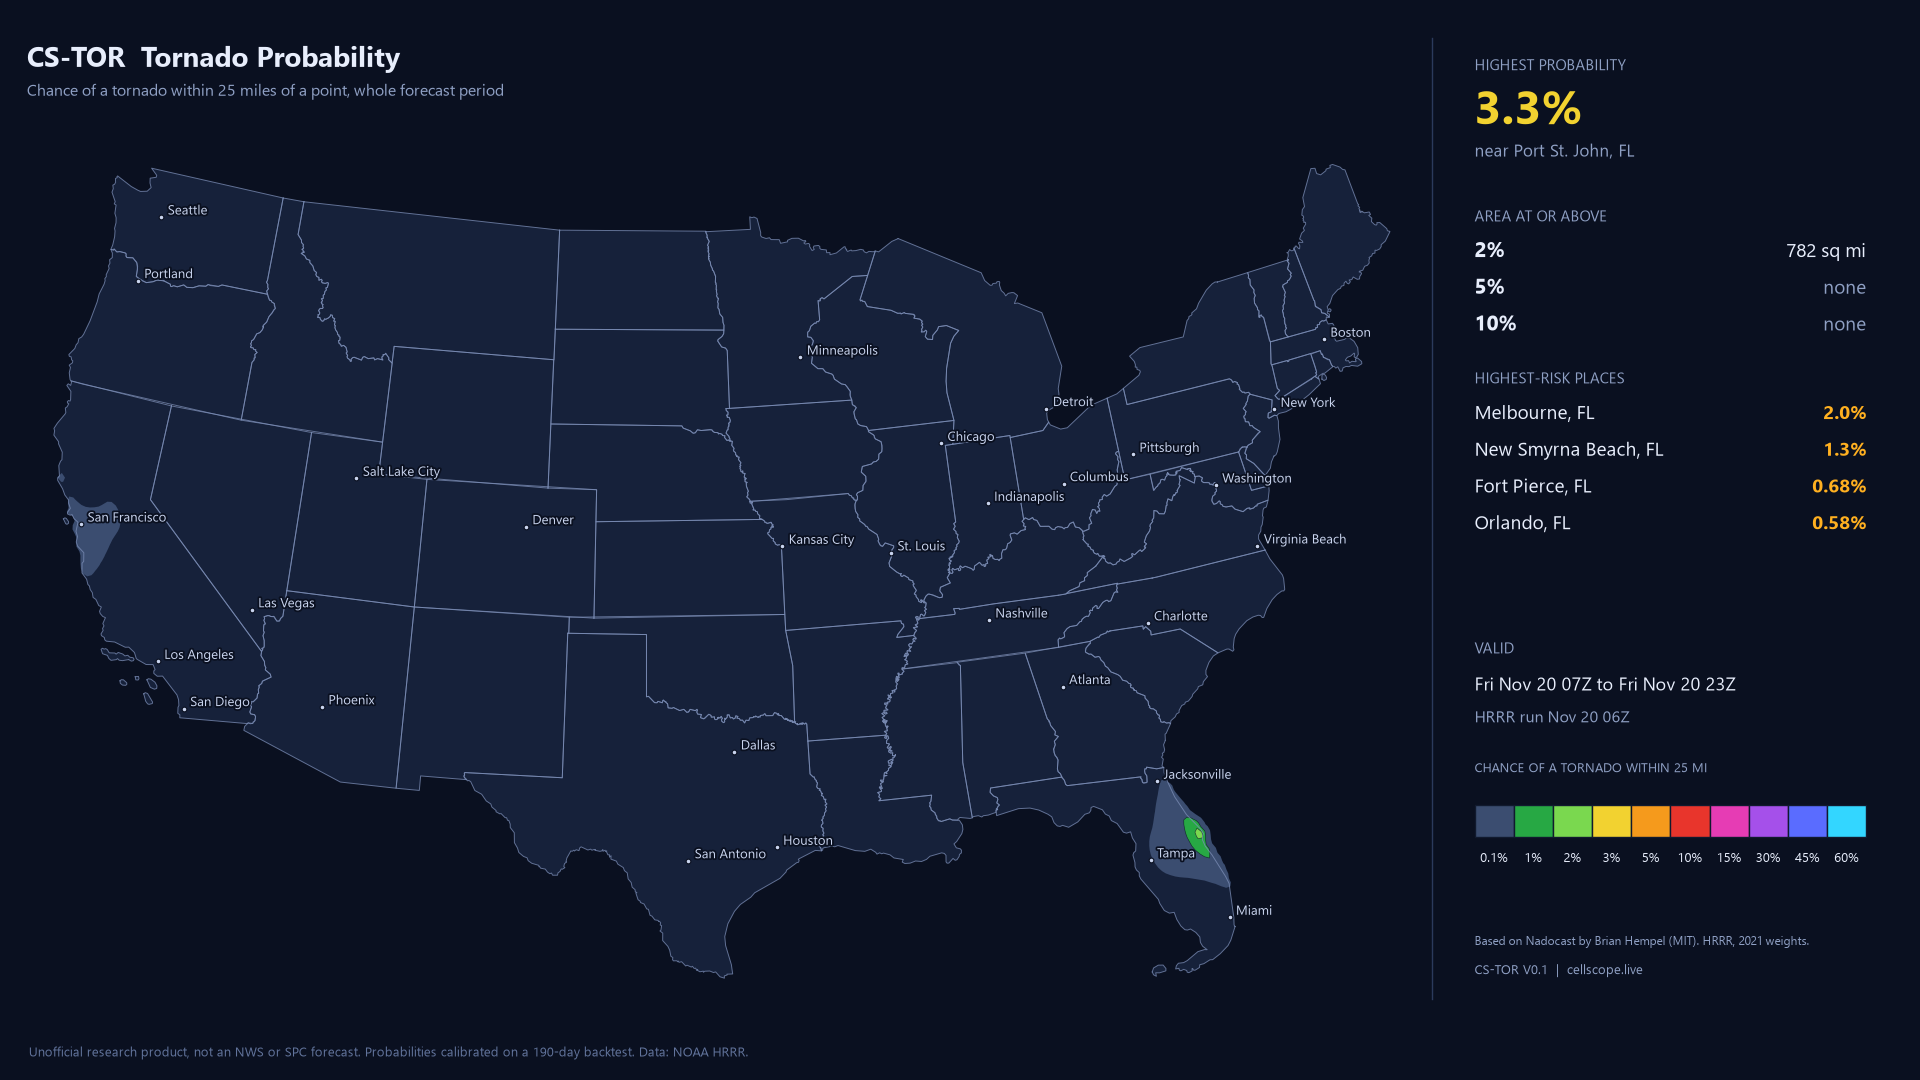 CS-TOR Tornado Probability
Chance of a tornado within 25 miles of a point, whole forecast period
Seattle
Portland
Minneapolis
Boston
Detroit
New York
Chicago
Pittsburgh
Salt Lake City
Columbus
Washington
Indianapolis
San Francisco
Denver
Kansas City
St. Louis
Virginia Beach
Las Vegas
Nashville
Charlotte
Los Angeles
Atlanta
San Diego
Phoenix
Dallas
Jacksonville
Houston
San Antonio
Tampa
Miami
HIGHEST PROBABILITY
3.3%
near Port St. John, FL
AREA AT OR ABOVE
2% 782 sq mi
5% none
10% none
HIGHEST-RISK PLACES
Melbourne, FL 2.0%
New Smyrna Beach, FL 1.3%
Fort Pierce, FL 0.68%
Orlando, FL 0.58%
VALID
Fri Nov 20 07Z to Fri Nov 20 23Z
HRRR run Nov 20 06Z
CHANCE OF A TORNADO WITHIN 25 MI
0.1% 1% 2% 3% 5% 10% 15% 30% 45% 60%
Based on Nadocast by Brian Hempel (MIT). HRRR, 2021 weights.
CS-TOR V0.1 | cellscope.live
Unofficial research product, not an NWS or SPC forecast. Probabilities calibrated on a 190-day backtest. Data: NOAA HRRR.